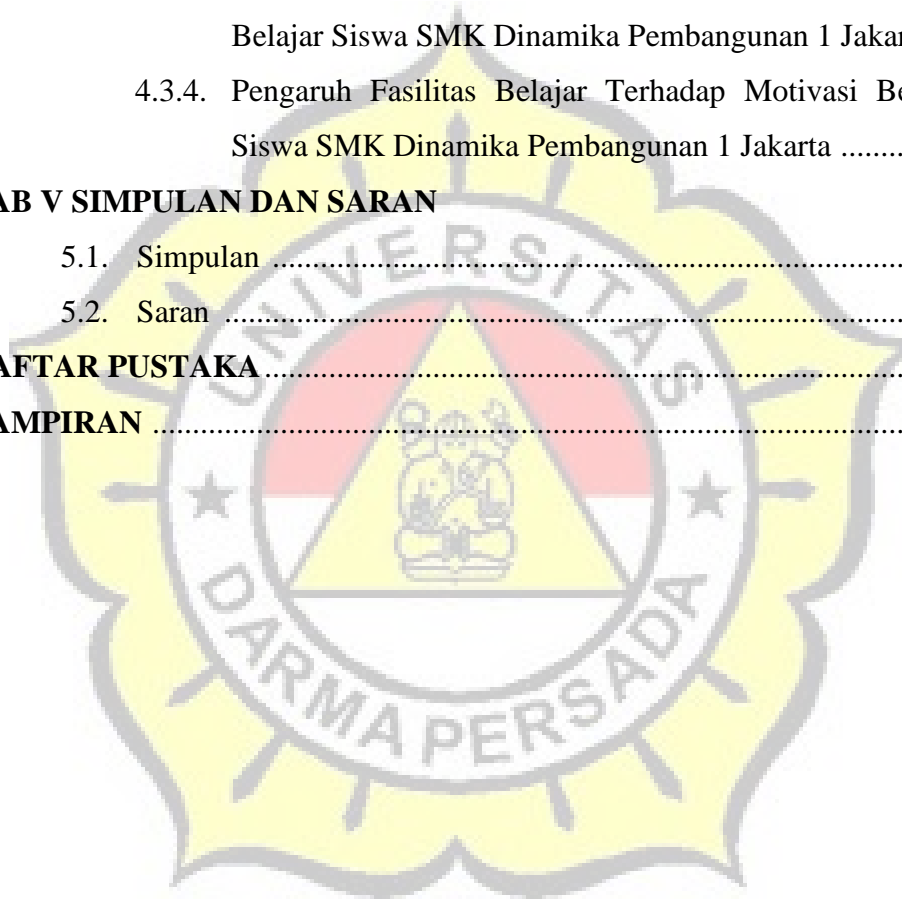 Belajar Siswa SMK Dinamika Pembangunan 1 Jakar
4.3.4. Pengaruh Fasilitas Belajar Terhadap Motivasi Be
Siswa SMK Dinamika Pembangunan 1 Jakarta .........
AB V SIMPULAN DAN SARAN
5.1. Simpulan ..............................................................................
5.2. Saran ....................................................................................
AFTAR PUSTAKA................................................................................
AMPIRAN ..............................................................................................
UNIVERSITAS
DARMA PERSADA